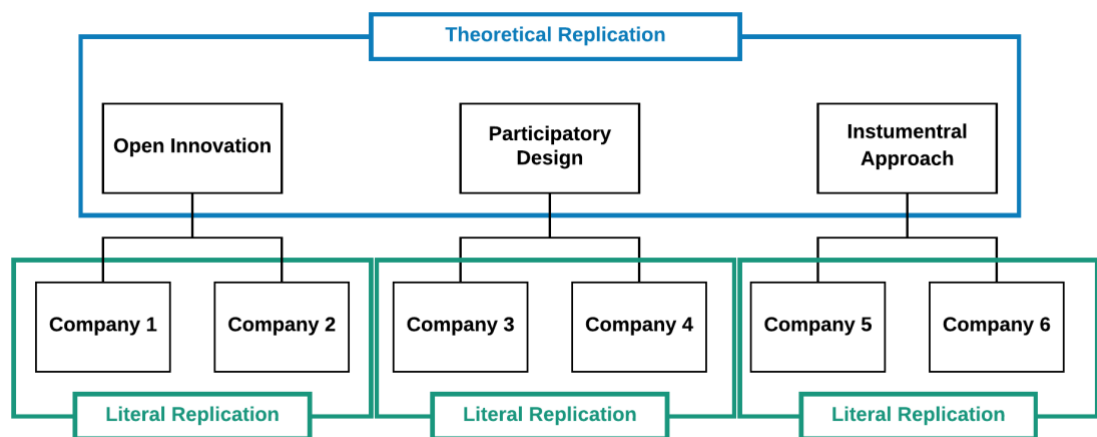 Theoretical Replication
Open Innovation
Participatory
Design
Instumentral
Approach
Company 1
Company 2
Company 3
Company 4
Company 5
Company 6
Literal Replication
Literal Replication
Literal Replication